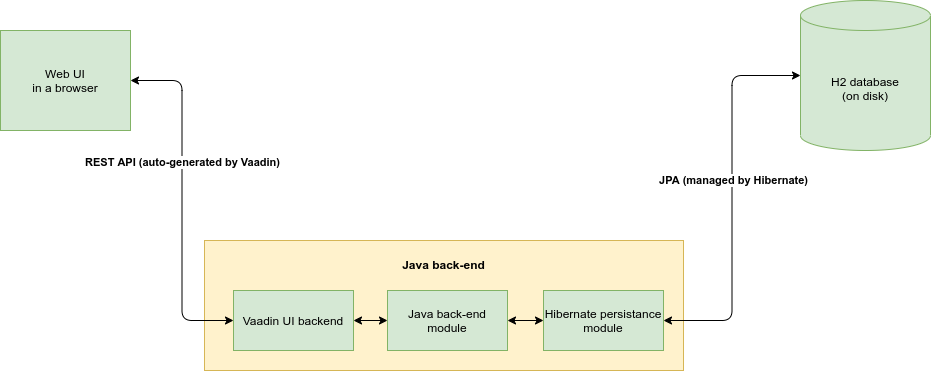 Web UI
in a browser
H2 database
(on disk)
REST API (auto-generated by Vaadin)
JPA (managed by Hibernate)
Java back-end
Vaadin UI backend
Java back-end
module
Hibernate persistance
module